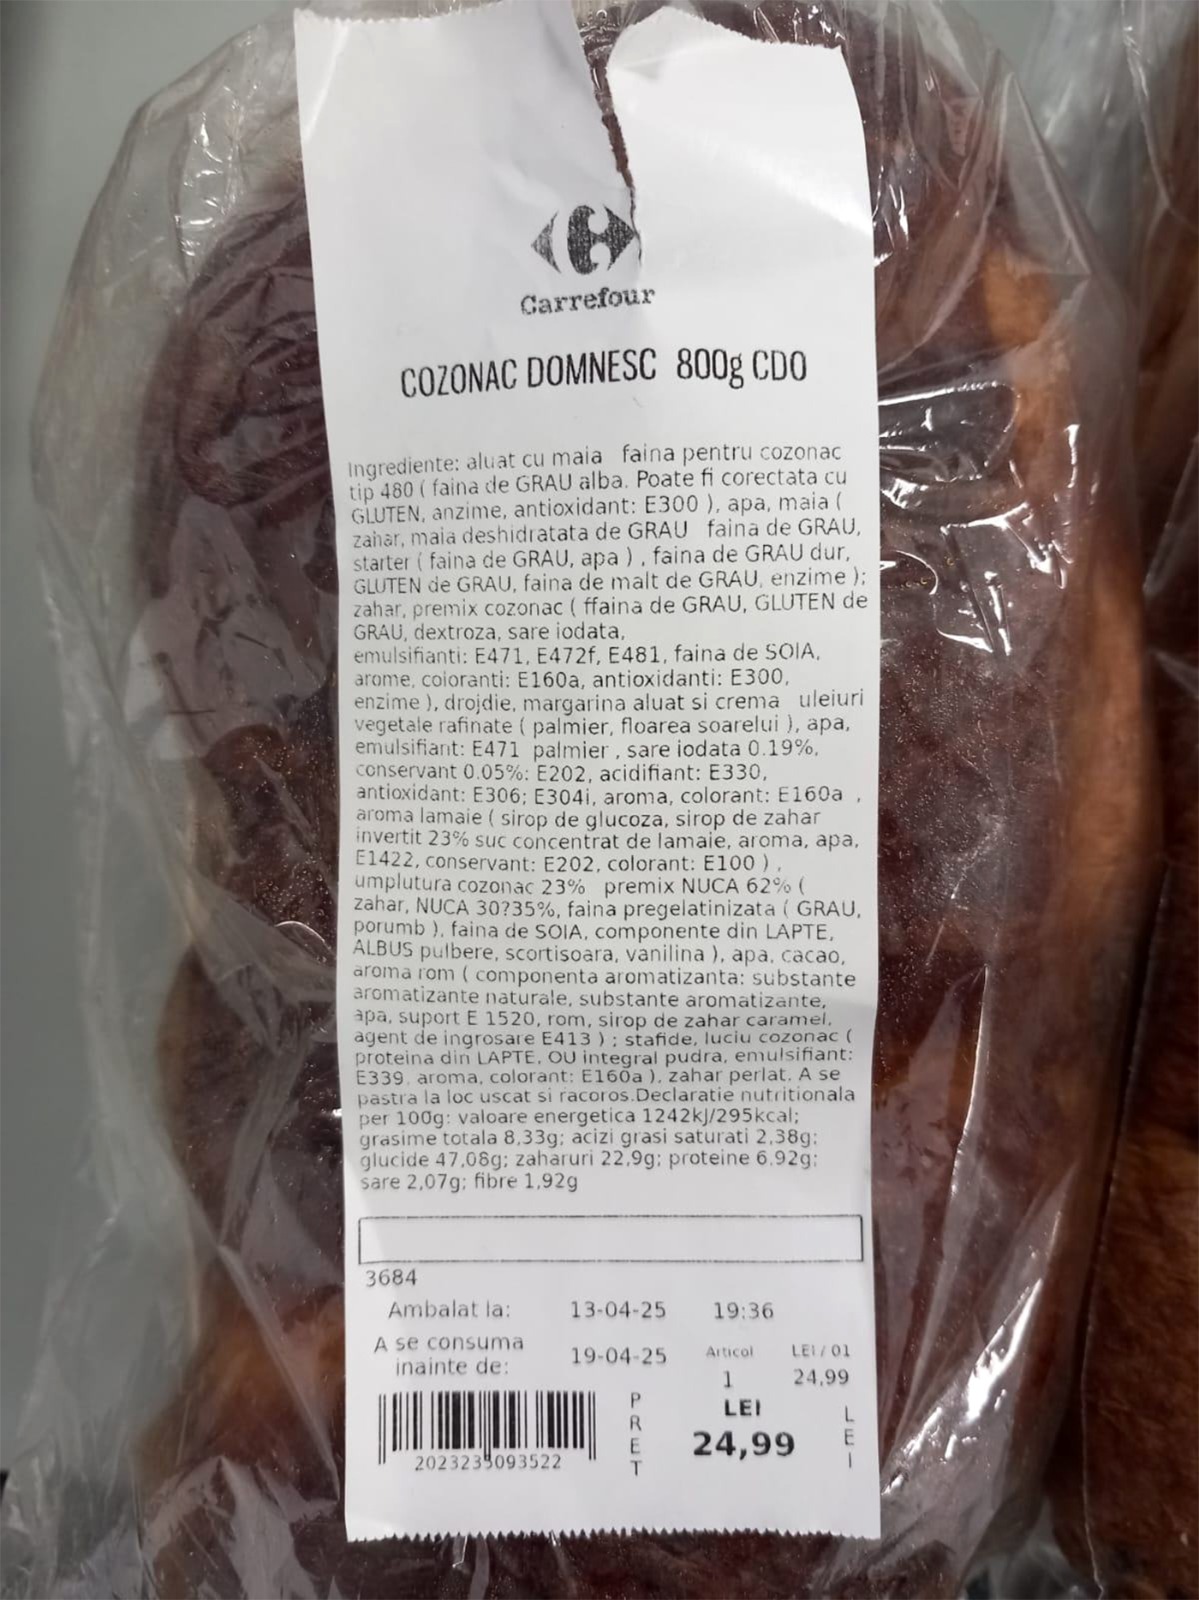 Carrefour
COZONAC DOMNESC 800g CDO
Ingrediente: aluat cu maia faina pentru cozonac
tip 480 ( faina de GRAU alba. Poate fi corectata cu
GLUTEN, anzime, antioxidant: E300 ), apa, maia (
zahar, maia deshidratata de GRAU faina de GRAU,
starter ( faina de GRAU, apa ) , faina de GRAU dur,
GLUTEN de GRAU, faina de malt de GRAU, enzime );
zahar, premix cozonac ( ffaina de GRAU, GLUTEN de
GRAU, dextroza, sare iodata,
emulsifianti: E471, E472f, E481, faina de SOIA,
arome, coloranti: E160a, antioxidanti: E300,
enzime ), drojdie, margarina aluat si crema uleiuri
vegetale rafinate ( palmier, floarea soarelui ), apa,
emulsifiant: E471 palmier , sare iodata 0.19%,
conservant 0.05%: E202, acidifiant: E330,
antioxidant: E306; E304i, aroma, colorant: E160a ,
aroma lamaie ( sirop de glucoza, sirop de zahar
invertit 23% suc concentrat de lamaie, aroma, apa,
E1422, conservant: E202, colorant: E100 ) ,
umplutura cozonac 23% premix NUCA 62% (
zahar, NUCA 30?35%, faina pregelatinizata ( GRAU,
porumb ), faina de SOIA, componente din LAPTE,
ALBUS pulbere, scortisoara, vanilina ), apa, cacao,
aroma rom ( componenta aromatizanta: substante
aromatizante naturale, substante aromatizante,
apa, suport E 1520, rom, sirop de zahar caramel,
agent de ingrosare E413 ) ; stafide, luciu cozonac (
proteina din LAPTE, OU integral pudra, emulsifiant:
E339, aroma, colorant: E160a ), zahar perlat. A se
pastra la loc uscat si racoros.Declaratie nutritionala
per 100g: valoare energetica 1242kJ/295kcal;
grasime totala 8,33g; acizi grasi saturati 2,38g;
glucide 47,08g; zaharuri 22,9g; proteine 6.92g;
sare 2,07g; fibre 1,92g
3684
Ambalat la: 13-04-25 19:36
A se consuma
inainte de: 19-04-25
Articol LEI / 01
1 24,99
PRET LEI LEI
24,99
2023235093522